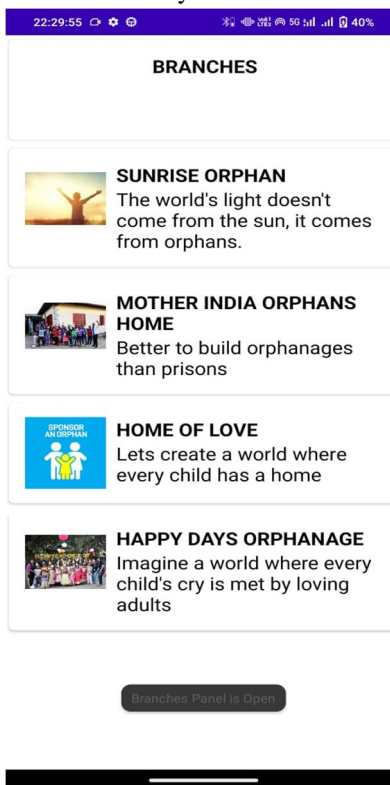 22:29:55 5G 40%
BRANCHES
SUNRISE ORPHAN
The world's light doesn't
come from the sun, it comes
from orphans.
MOTHER INDIA ORPHANS
HOME
Better to build orphanages
than prisons
SPONSOR
AN ORPHAN
HOME OF LOVE
Lets create a world where
every child has a home
HAPPY DAYS ORPHANAGE
Imagine a world where every
child's cry is met by loving
adults
Branches Panel is Open